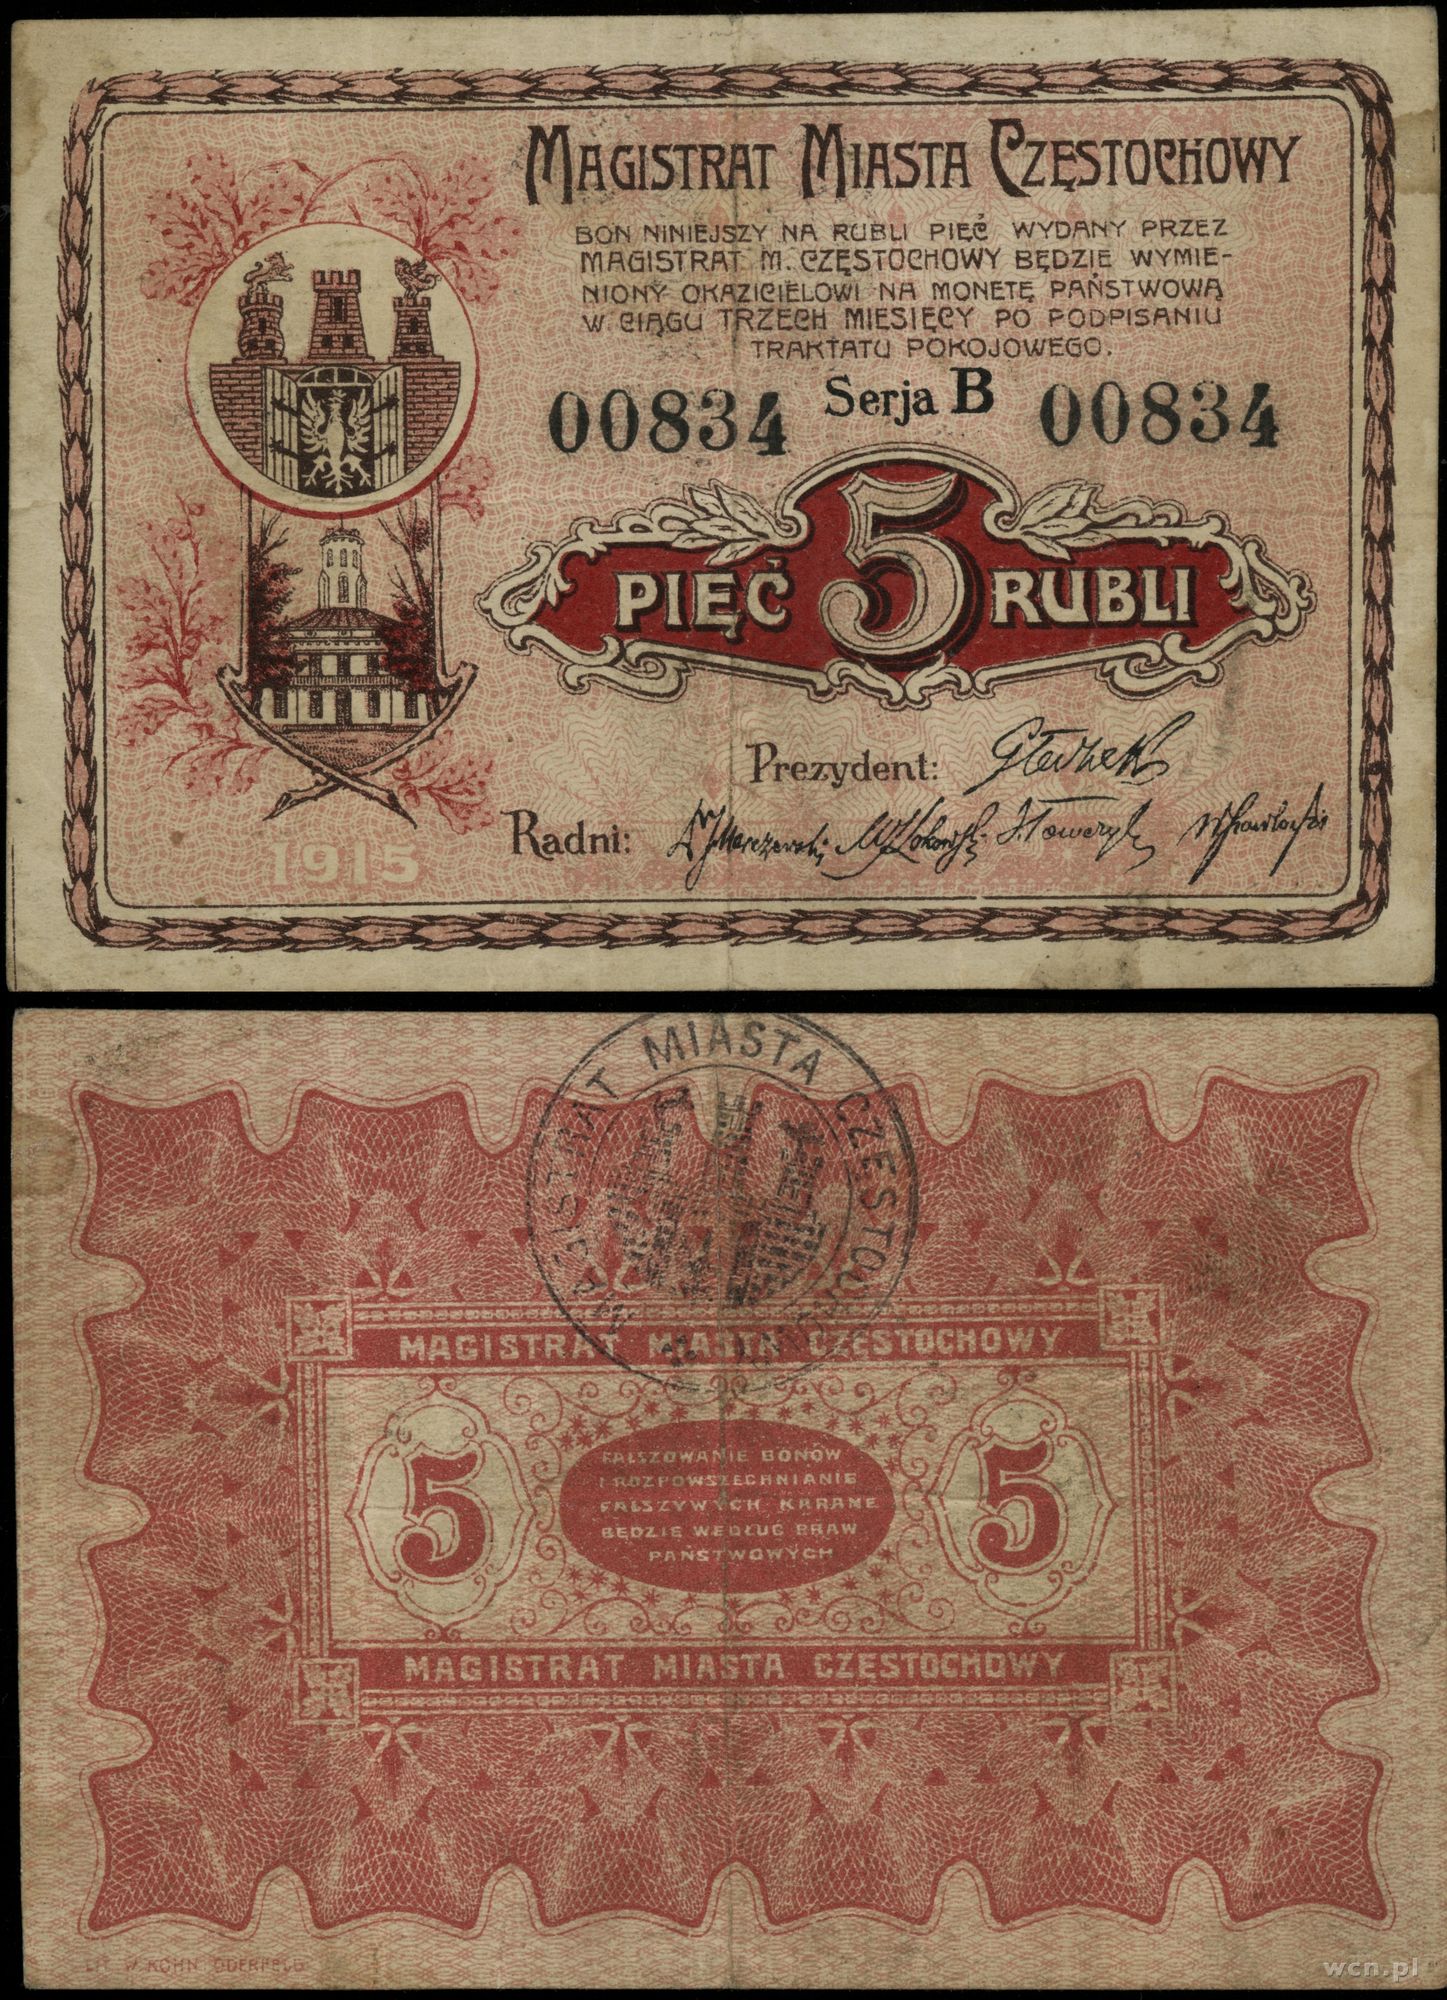 MAGISTRAT MIASTA CZĘSTOCHOWY
BON NINIEJSZY NA RUBLI PIĘĆ WYDANY PRZEZ
MAGISTRAT M. CZĘSTOCHOWY BĘDZIE WYMIE-
NIONY OKAZICIELOWI NA MONETĘ PAŃSTWOWĄ
W CIĄGU TRZECH MIESIĘCY PO PODPISANIU
TRAKTATU POKOJOWEGO.
00834 Serja B 00834
PIĘĆ 5 RUBLI
Prezydent:
Radni:
1915
MAGISTRAT MIASTA CZĘSTOCHOWY
MAGISTRAT MIASTA CZĘSTOCHOWY
5 5
FAŁSZOWANIE BONÓW
I ROZPOWSZECHNIANIE
FAŁSZYWYCH KARANE
BĘDZIE WEDŁUG PRAW
PAŃSTWOWYCH
MAGISTRAT MIASTA CZĘSTOCHOWY
LIT. W. KOHN ODERFELD
wcn.pl